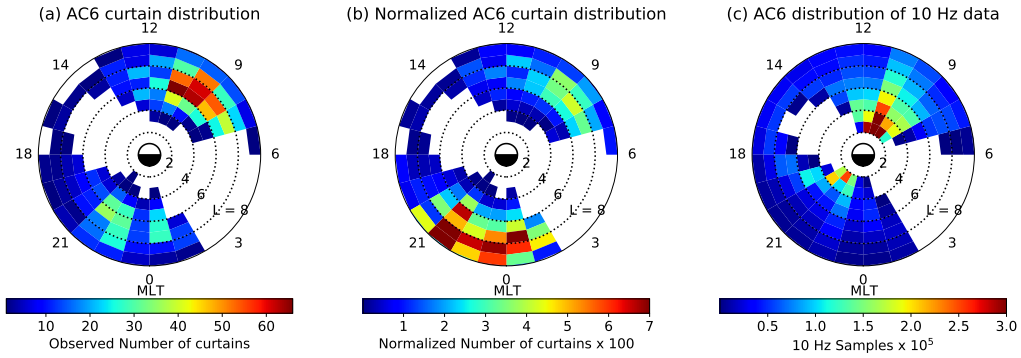 (a) AC6 curtain distribution
12
14
9
18
6
2
4
6
L = 8
21
3
0
MLT
10 20 30 40 50 60
Observed Number of curtains
(b) Normalized AC6 curtain distribution
12
14
9
18
6
2
4
6
L = 8
21
3
0
MLT
1 2 3 4 5 6 7
Normalized Number of curtains x 100
(c) AC6 distribution of 10 Hz data
12
14
9
18
6
2
4
6
L = 8
21
3
0
MLT
0.5 1.0 1.5 2.0 2.5 3.0
10 Hz Samples x 10⁵